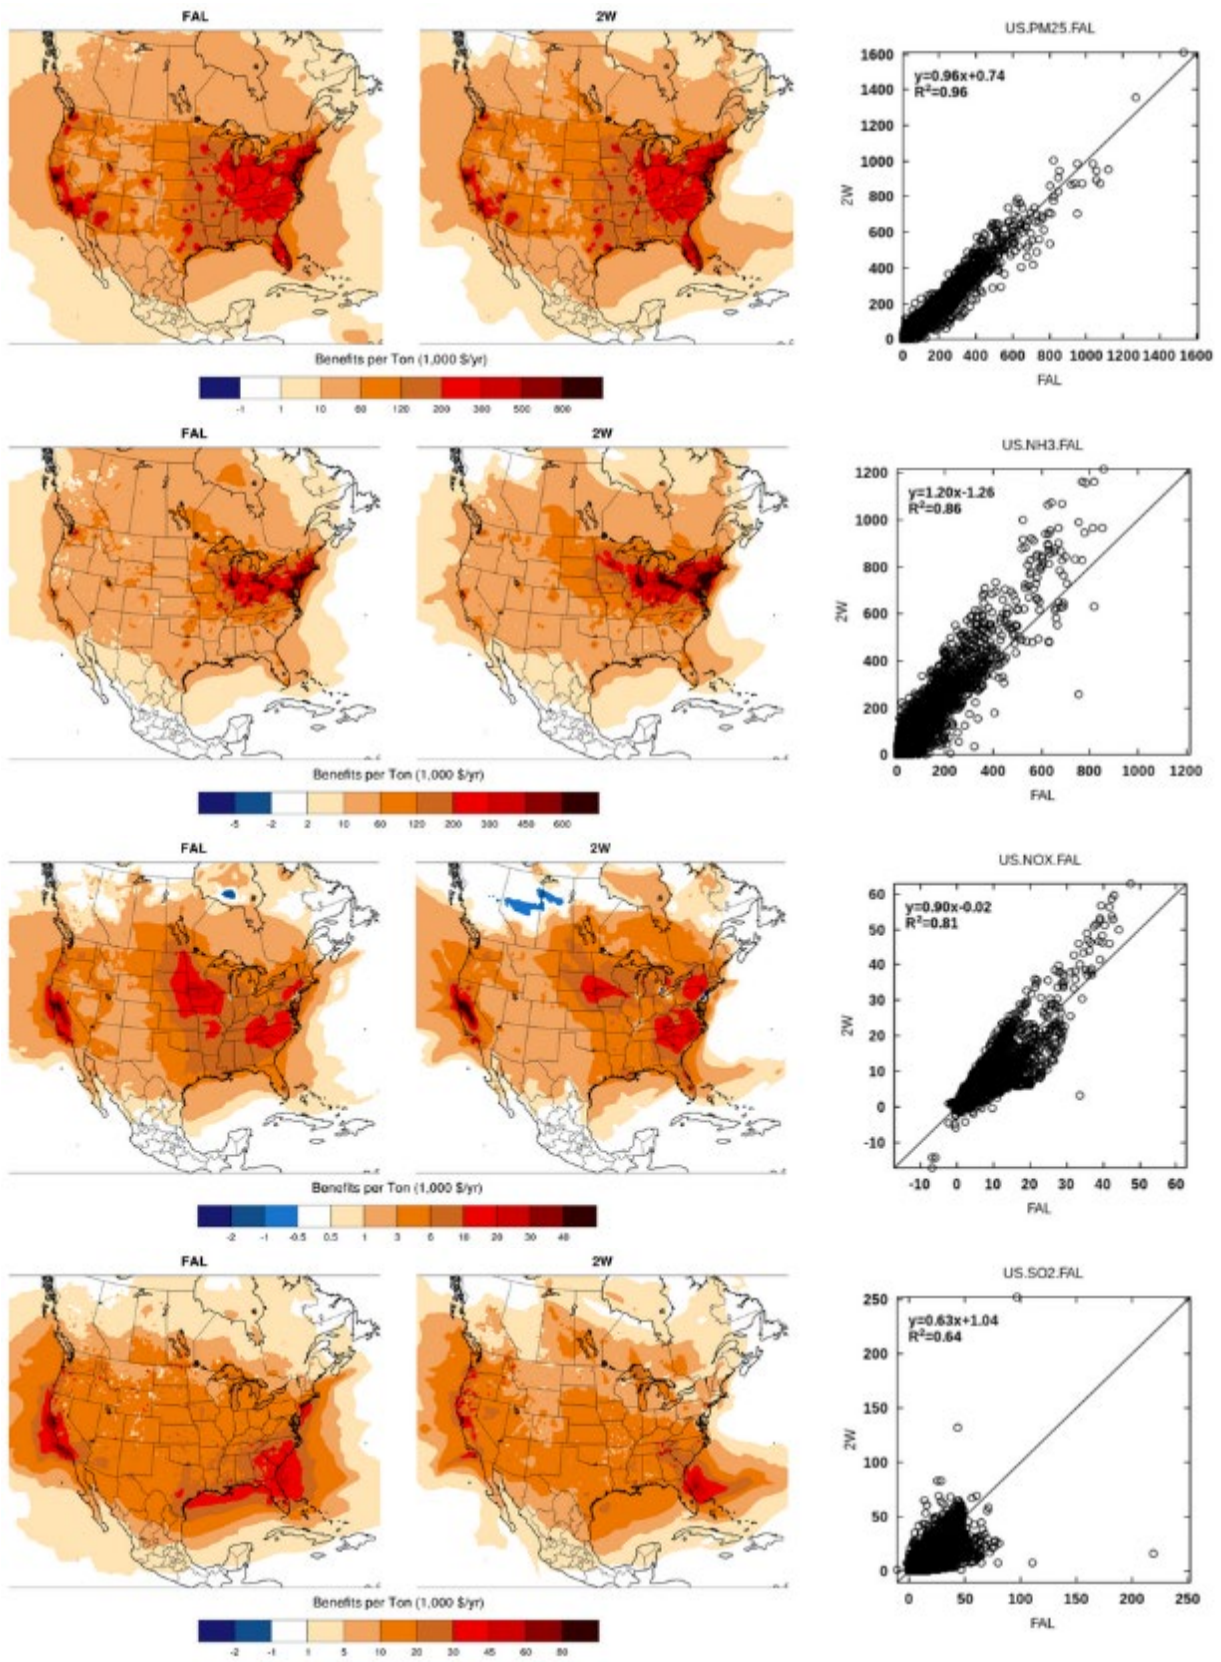 FAL
2W
US.PM25.FAL
y=0.96x+0.74
R²=0.96
1600
1400
1200
1000
800
600
400
200
0
2W
0 200 400 600 800 1000 1200 1400 1600
FAL
Benefits per Ton (1,000 $/yr)
-1 1 10 60 120 200 300 500 800
FAL
2W
US.NH3.FAL
y=1.20x-1.26
R²=0.86
1200
1000
800
600
400
200
0
2W
0 200 400 600 800 1000 1200
FAL
Benefits per Ton (1,000 $/yr)
-5 -2 2 10 60 120 200 300 450 600
FAL
2W
US.NOX.FAL
y=0.90x-0.02
R²=0.81
60
50
40
30
20
10
0
-10
2W
-10 0 10 20 30 40 50 60
FAL
Benefits per Ton (1,000 $/yr)
-2 -1 -0.5 0.5 1 3 6 10 20 30 40
FAL
2W
US.SO2.FAL
y=0.63x+1.04
R²=0.64
250
200
150
100
50
0
2W
0 50 100 150 200 250
FAL
Benefits per Ton (1,000 $/yr)
-2 -1 1 5 10 20 30 45 60 80